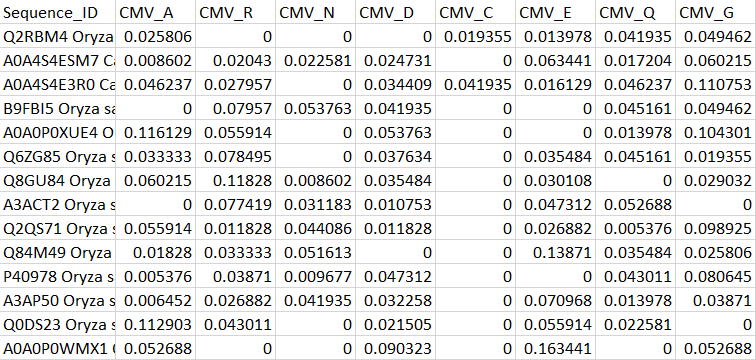 Sequence_ID CMV_A CMV_R CMV_N CMV_D CMV_C CMV_E CMV_Q CMV_G
Q2RBM4 Oryza 0.025806 0 0 0 0.019355 0.013978 0.041935 0.049462
A0A4S4ESM7 Ca 0.008602 0.02043 0.022581 0.024731 0 0.063441 0.017204 0.060215
A0A4S4E3R0 Ca 0.046237 0.027957 0 0.034409 0.041935 0.016129 0.046237 0.110753
B9FBI5 Oryza sa 0 0.07957 0.053763 0.041935 0 0 0.045161 0.049462
A0A0P0XUE4 O 0.116129 0.055914 0 0.053763 0 0 0.013978 0.104301
Q6ZG85 Oryza s 0.033333 0.078495 0 0.037634 0 0.035484 0.045161 0.019355
Q8GU84 Oryza 0.060215 0.11828 0.008602 0.035484 0 0.030108 0 0.029032
A3ACT2 Oryza s 0 0.077419 0.031183 0.010753 0 0.047312 0.052688 0
Q2QS71 Oryza s 0.055914 0.011828 0.044086 0.011828 0 0.026882 0.005376 0.098925
Q84M49 Oryza 0.01828 0.033333 0.051613 0 0 0.13871 0.035484 0.025806
P40978 Oryza s 0.005376 0.03871 0.009677 0.047312 0 0 0.043011 0.080645
A3AP50 Oryza s 0.006452 0.026882 0.041935 0.032258 0 0.070968 0.013978 0.03871
Q0DS23 Oryza s 0.112903 0.043011 0 0.021505 0 0.055914 0.022581 0
A0A0P0WMX1 0.052688 0 0 0.090323 0 0.163441 0 0.052688